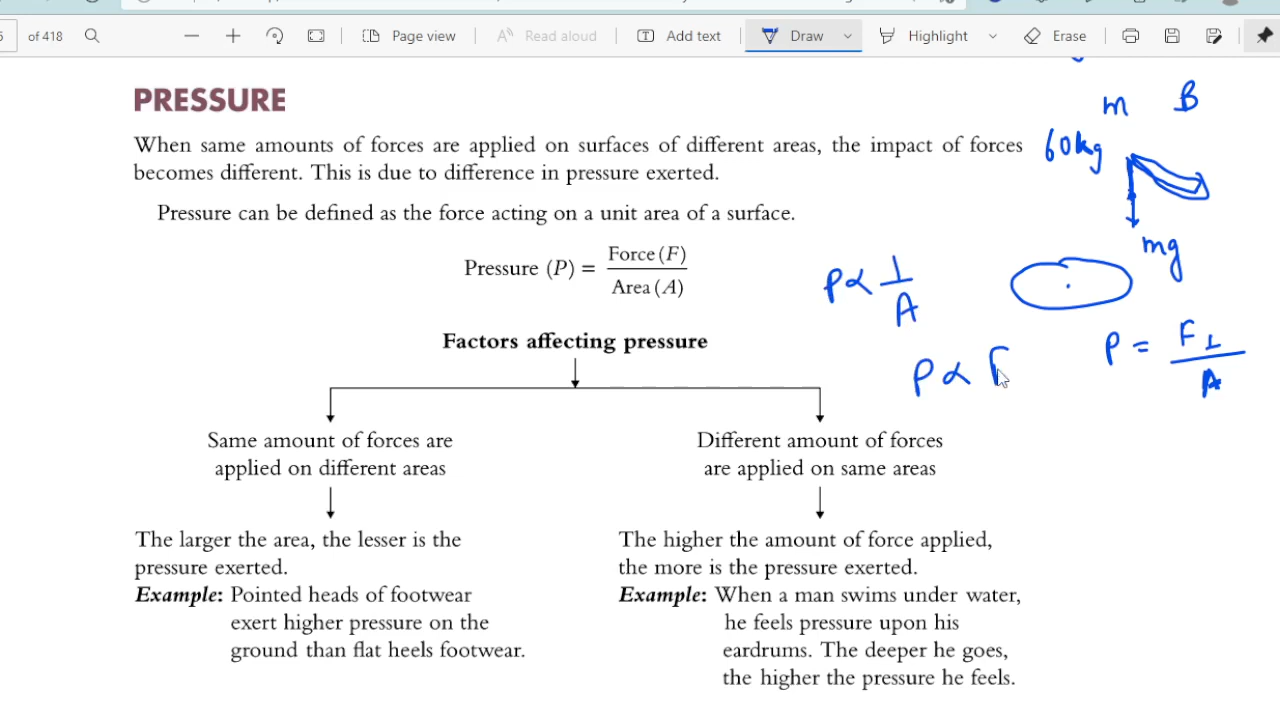 of 418
Page view
Read aloud
Add text
Draw
Highlight
Erase
PRESSURE
When same amounts of forces are applied on surfaces of different areas, the impact of forces
becomes different. This is due to difference in pressure exerted.
Pressure can be defined as the force acting on a unit area of a surface.
Pressure (P) = Force (F)
Area (A)
Factors affecting pressure
Same amount of forces are
applied on different areas
Different amount of forces
are applied on same areas
The larger the area, the lesser is the
pressure exerted.
Example: Pointed heads of footwear
exert higher pressure on the
ground than flat heels footwear.
The higher the amount of force applied,
the more is the pressure exerted.
Example: When a man swims under water,
he feels pressure upon his
eardrums. The deeper he goes,
the higher the pressure he feels.
m B
60kg
mg
P ∝ 1
A
P = F⊥
A
P ∝